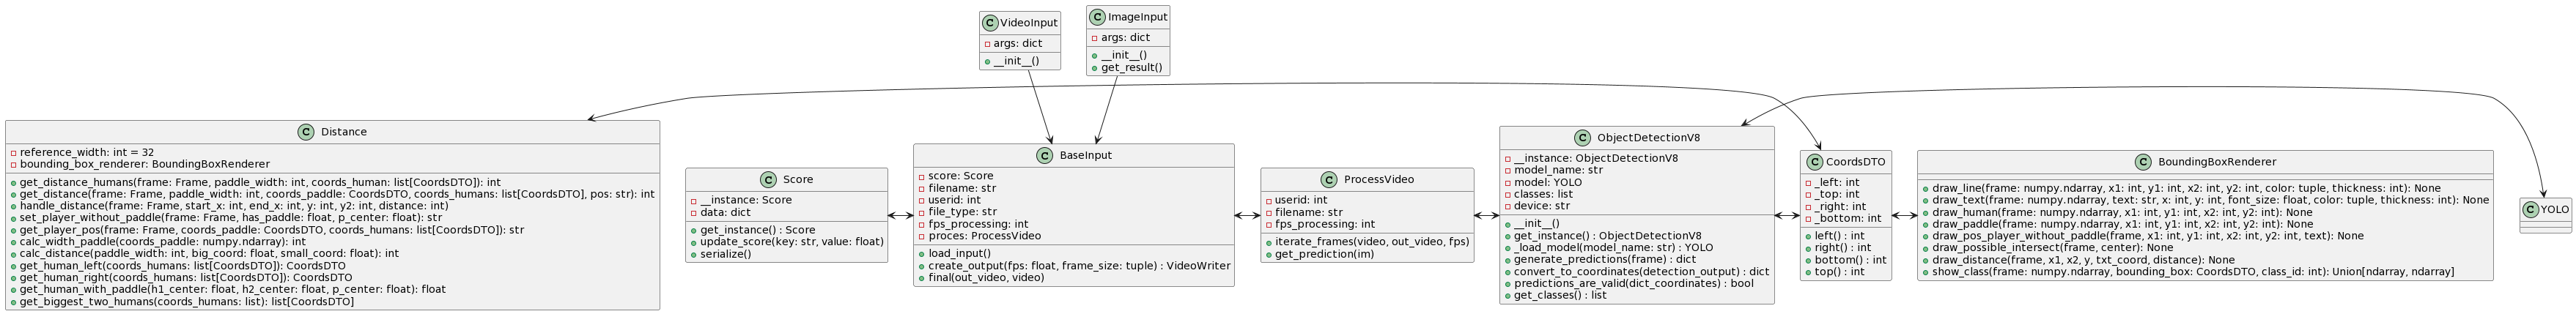 C VideoInput
args: dict
__init__()
C ImageInput
args: dict
__init__()
get_result()
C Distance
reference_width: int = 32
bounding_box_renderer: BoundingBoxRenderer
get_distance_humans(frame: Frame, paddle_width: int, coords_human: list[CoordsDTO]): int
get_distance(frame: Frame, paddle_width: int, coords_paddle: CoordsDTO, coords_humans: list[CoordsDTO], pos: str): int
handle_distance(frame: Frame, start_x: int, end_x: int, y: int, y2: int, distance: int)
set_player_without_paddle(frame: Frame, has_paddle: float, p_center: float): str
get_player_pos(frame: Frame, coords_paddle: CoordsDTO, coords_humans: list[CoordsDTO]): str
calc_width_paddle(coords_paddle: numpy.ndarray): int
calc_distance(paddle_width: int, big_coord: float, small_coord: float): int
get_human_left(coords_humans: list[CoordsDTO]): CoordsDTO
get_human_right(coords_humans: list[CoordsDTO]): CoordsDTO
get_human_with_paddle(h1_center: float, h2_center: float, p_center: float): float
get_biggest_two_humans(coords_humans: list): list[CoordsDTO]
C Score
__instance: Score
data: dict
get_instance() : Score
update_score(key: str, value: float)
serialize()
C BaseInput
score: Score
filename: str
userid: int
file_type: str
fps_processing: int
proces: ProcessVideo
load_input()
create_output(fps: float, frame_size: tuple) : VideoWriter
final(out_video, video)
C ProcessVideo
userid: int
filename: str
fps_processing: int
iterate_frames(video, out_video, fps)
get_prediction(im)
C ObjectDetectionV8
__instance: ObjectDetectionV8
model_name: str
model: YOLO
classes: list
device: str
__init__()
get_instance() : ObjectDetectionV8
_load_model(model_name: str) : YOLO
generate_predictions(frame) : dict
convert_to_coordinates(detection_output) : dict
predictions_are_valid(dict_coordinates) : bool
get_classes() : list
C CoordsDTO
_left: int
_top: int
_right: int
_bottom: int
left() : int
right() : int
bottom() : int
top() : int
C BoundingBoxRenderer
draw_line(frame: numpy.ndarray, x1: int, y1: int, x2: int, y2: int, color: tuple, thickness: int): None
draw_text(frame: numpy.ndarray, text: str, x: int, y: int, font_size: float, color: tuple, thickness: int): None
draw_human(frame: numpy.ndarray, x1: int, y1: int, x2: int, y2: int): None
draw_paddle(frame: numpy.ndarray, x1: int, y1: int, x2: int, y2: int): None
draw_pos_player_without_paddle(frame, x1: int, y1: int, x2: int, y2: int, text): None
draw_possible_intersect(frame, center): None
draw_distance(frame, x1, x2, y, txt_coord, distance): None
show_class(frame: numpy.ndarray, bounding_box: CoordsDTO, class_id: int): Union[ndarray, ndarray]
C YOLO